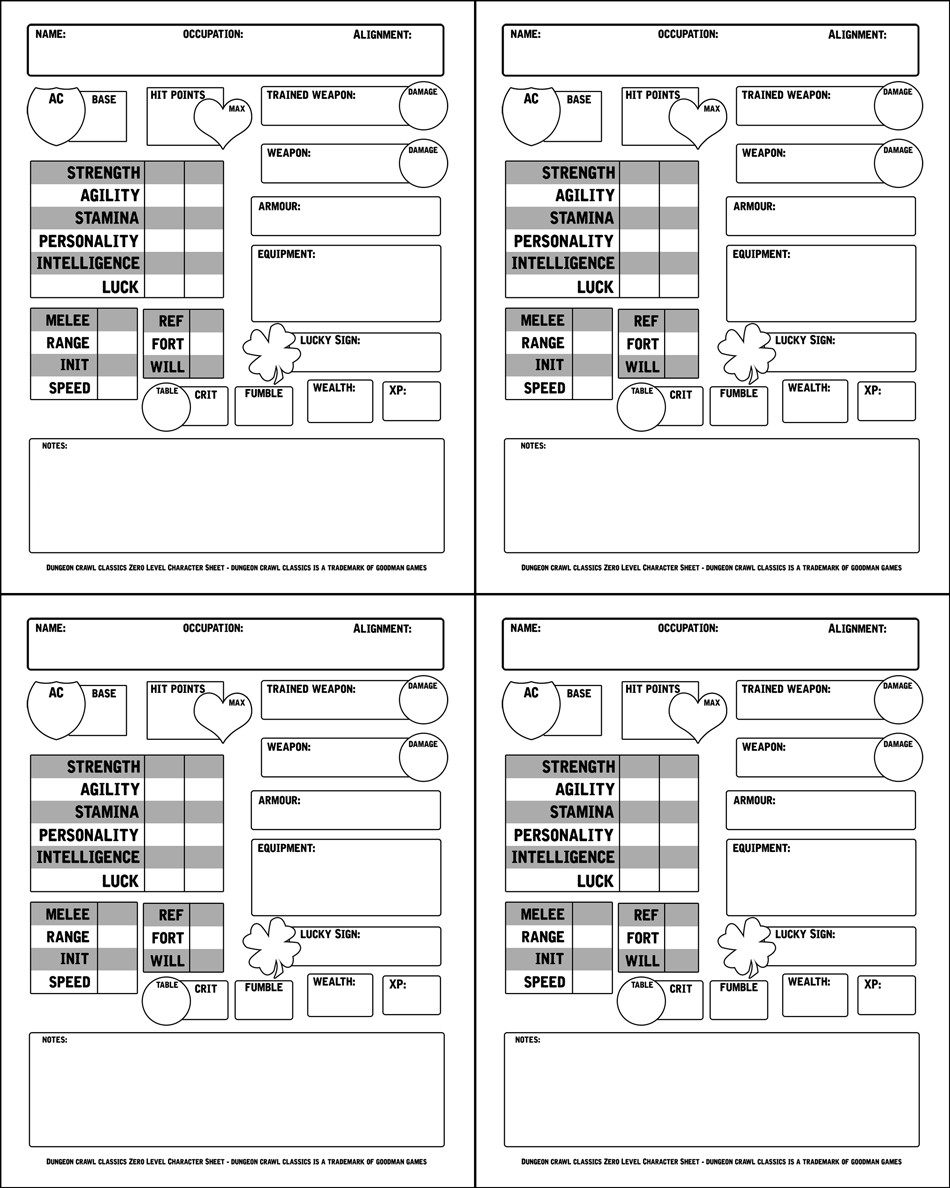 NAME: OCCUPATION: ALIGNMENT:
AC BASE HIT POINTS MAX TRAINED WEAPON: DAMAGE
WEAPON: DAMAGE
STRENGTH
AGILITY
STAMINA
PERSONALITY
INTELLIGENCE
LUCK
ARMOUR:
EQUIPMENT:
MELEE
RANGE
INIT
SPEED
REF
FORT
WILL
LUCKY SIGN:
TABLE CRIT FUMBLE WEALTH: XP:
NOTES:
DUNGEON CRAWL CLASSICS ZERO LEVEL CHARACTER SHEET - DUNGEON CRAWL CLASSICS IS A TRADEMARK OF GOODMAN GAMES
NAME: OCCUPATION: ALIGNMENT:
AC BASE HIT POINTS MAX TRAINED WEAPON: DAMAGE
WEAPON: DAMAGE
STRENGTH
AGILITY
STAMINA
PERSONALITY
INTELLIGENCE
LUCK
ARMOUR:
EQUIPMENT:
MELEE
RANGE
INIT
SPEED
REF
FORT
WILL
LUCKY SIGN:
TABLE CRIT FUMBLE WEALTH: XP:
NOTES:
DUNGEON CRAWL CLASSICS ZERO LEVEL CHARACTER SHEET - DUNGEON CRAWL CLASSICS IS A TRADEMARK OF GOODMAN GAMES
NAME: OCCUPATION: ALIGNMENT:
AC BASE HIT POINTS MAX TRAINED WEAPON: DAMAGE
WEAPON: DAMAGE
STRENGTH
AGILITY
STAMINA
PERSONALITY
INTELLIGENCE
LUCK
ARMOUR:
EQUIPMENT:
MELEE
RANGE
INIT
SPEED
REF
FORT
WILL
LUCKY SIGN:
TABLE CRIT FUMBLE WEALTH: XP:
NOTES:
DUNGEON CRAWL CLASSICS ZERO LEVEL CHARACTER SHEET - DUNGEON CRAWL CLASSICS IS A TRADEMARK OF GOODMAN GAMES
NAME: OCCUPATION: ALIGNMENT:
AC BASE HIT POINTS MAX TRAINED WEAPON: DAMAGE
WEAPON: DAMAGE
STRENGTH
AGILITY
STAMINA
PERSONALITY
INTELLIGENCE
LUCK
ARMOUR:
EQUIPMENT:
MELEE
RANGE
INIT
SPEED
REF
FORT
WILL
LUCKY SIGN:
TABLE CRIT FUMBLE WEALTH: XP:
NOTES:
DUNGEON CRAWL CLASSICS ZERO LEVEL CHARACTER SHEET - DUNGEON CRAWL CLASSICS IS A TRADEMARK OF GOODMAN GAMES